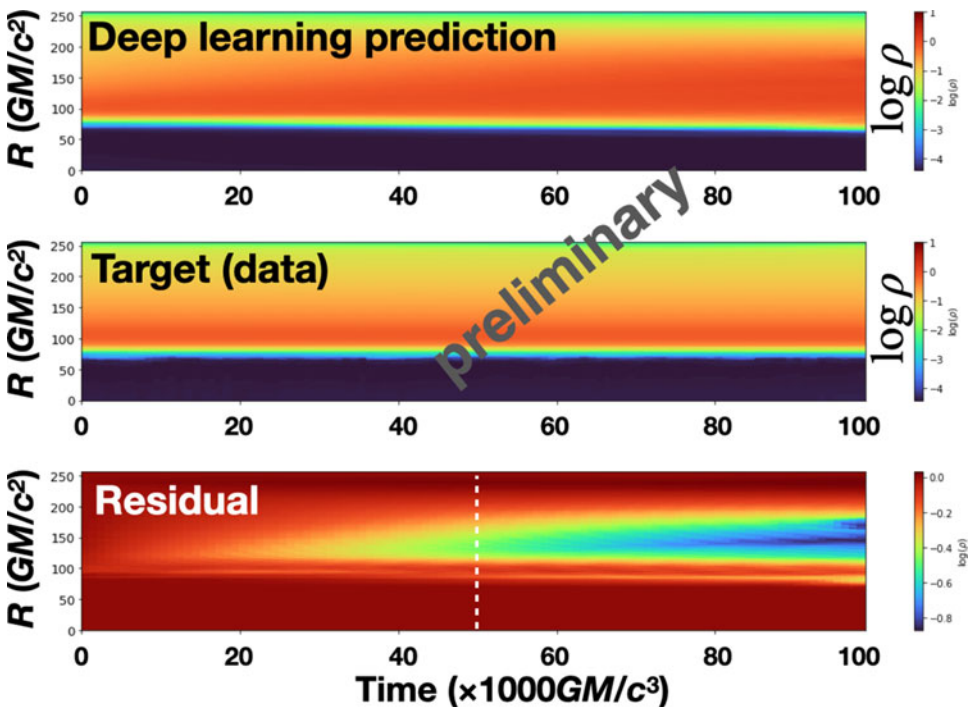 Deep learning prediction
R (GM/c²)
250
200
150
100
50
0
0 20 40 60 80 100
log ρ
1
0
−1
−2
−3
−4
log(ρ)
Target (data)
R (GM/c²)
250
200
150
100
50
0
0 20 40 60 80 100
log ρ
1
0
−1
−2
−3
−4
log(ρ)
preliminary
Residual
R (GM/c²)
250
200
150
100
50
0
0 20 40 60 80 100
0.0
−0.2
−0.4
−0.6
−0.8
log(ρ)
Time (×1000GM/c³)